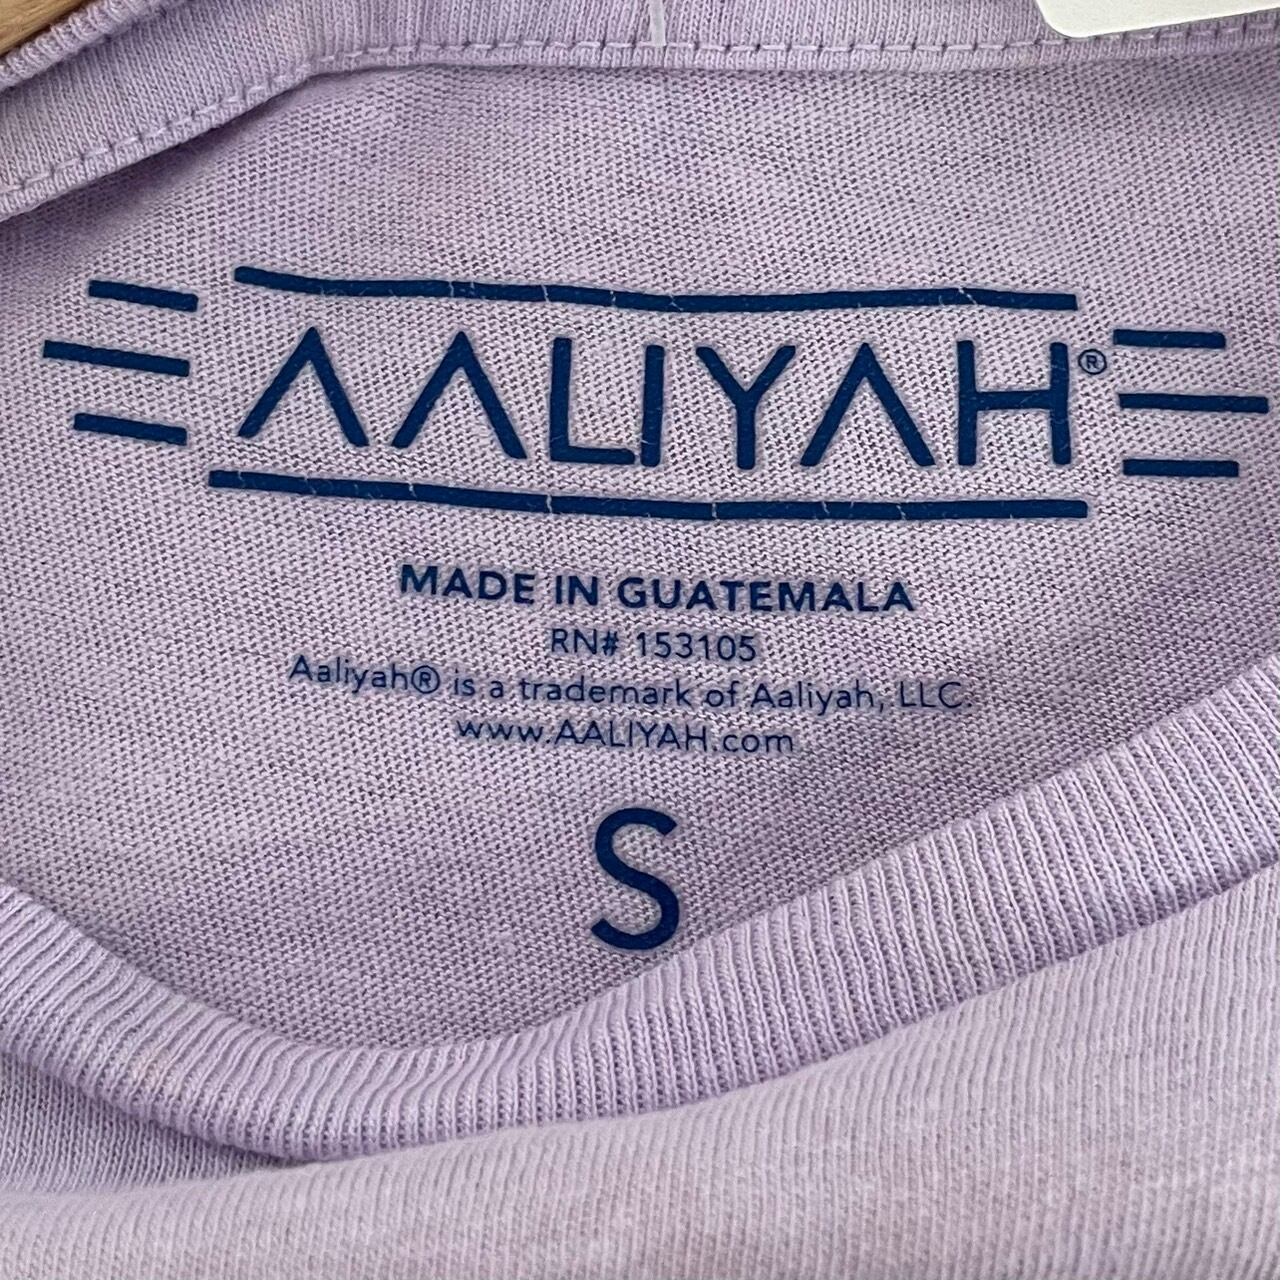 AALIYAH®
MADE IN GUATEMALA
RN# 153105
Aaliyah® is a trademark of Aaliyah, LLC.
www.AALIYAH.com
S